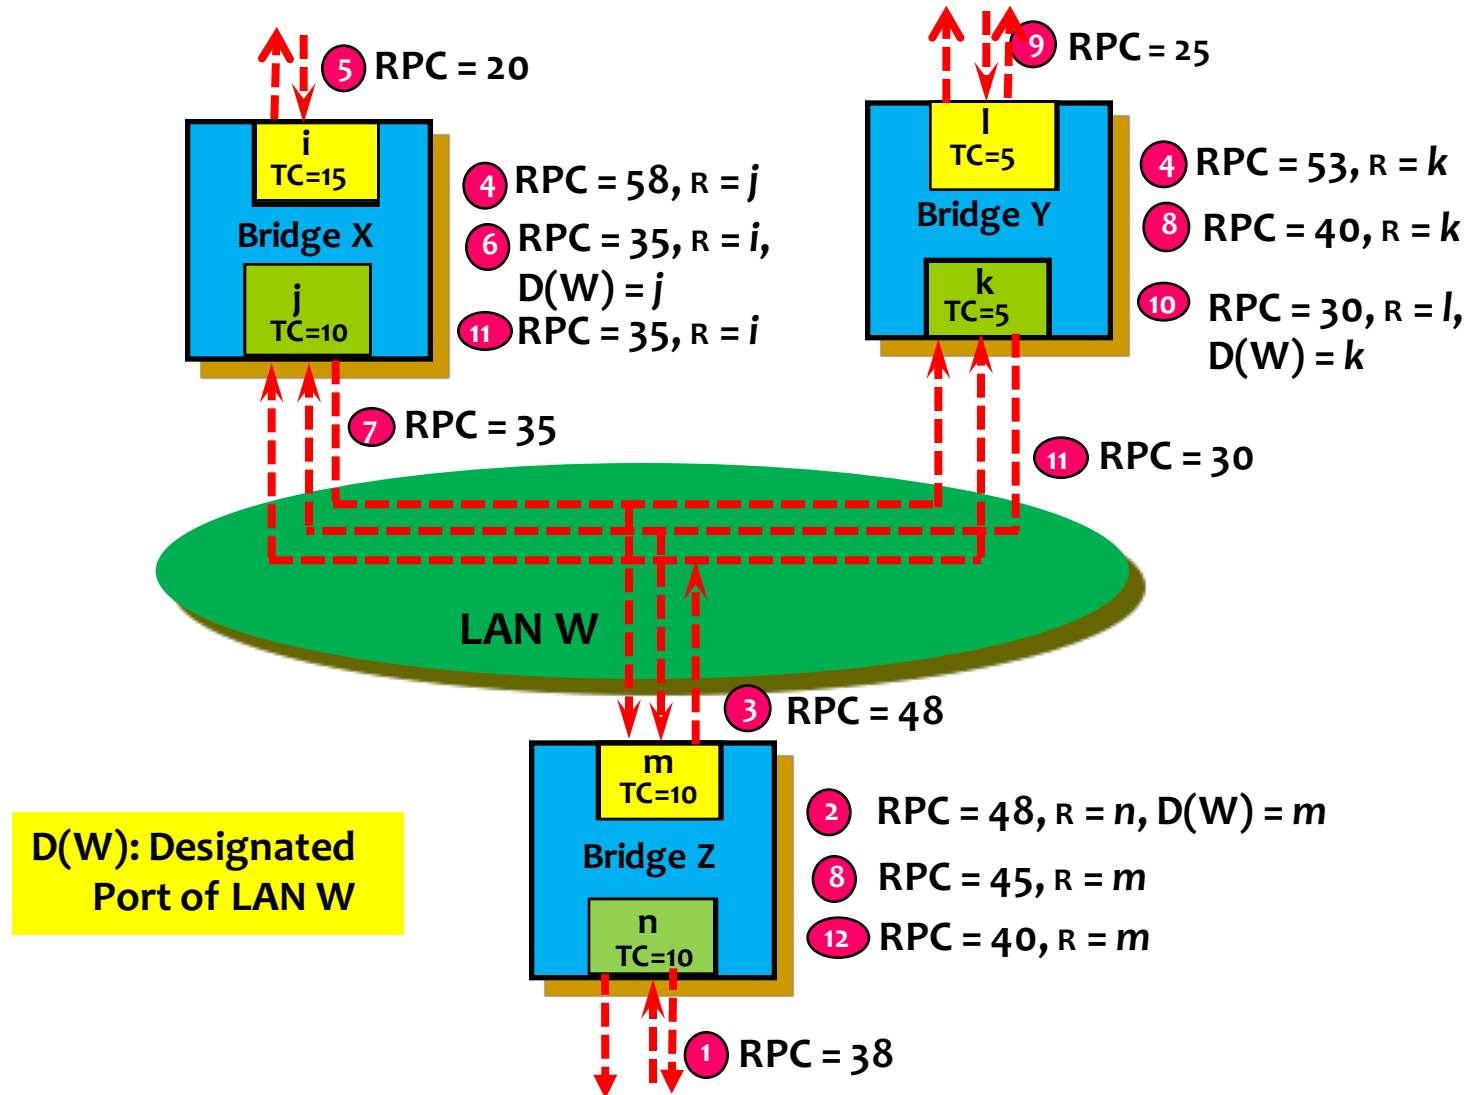 5 RPC = 20
9 RPC = 25
i
TC=15
Bridge X
j
TC=10
4 RPC = 58, R = j
6 RPC = 35, R = i,
D(W) = j
11 RPC = 35, R = i
l
TC=5
Bridge Y
k
TC=5
4 RPC = 53, R = k
8 RPC = 40, R = k
10 RPC = 30, R = l,
D(W) = k
7 RPC = 35
11 RPC = 30
LAN W
3 RPC = 48
m
TC=10
Bridge Z
n
TC=10
2 RPC = 48, R = n, D(W) = m
8 RPC = 45, R = m
12 RPC = 40, R = m
D(W): Designated
Port of LAN W
1 RPC = 38